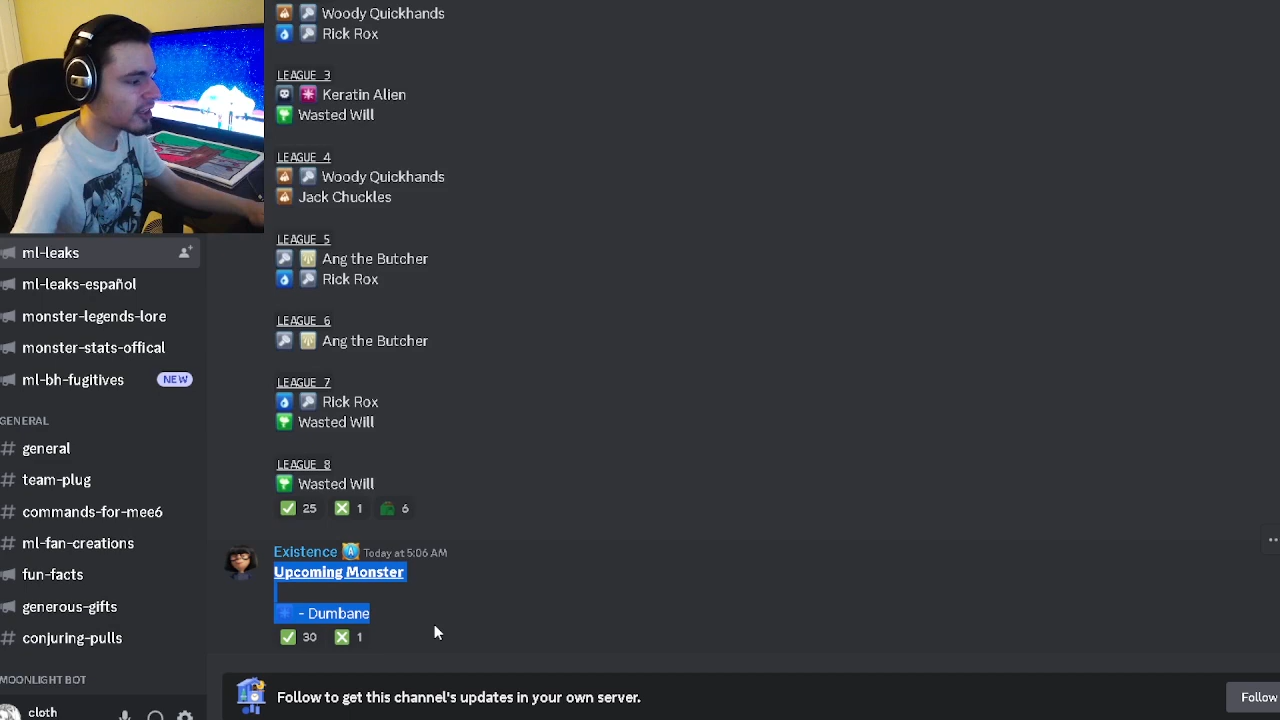 Woody Quickhands
Rick Rox
LEAGUE 3
Keratin Alien
Wasted Will
LEAGUE 4
Woody Quickhands
Jack Chuckles
LEAGUE 5
Ang the Butcher
Rick Rox
LEAGUE 6
Ang the Butcher
LEAGUE 7
Rick Rox
Wasted Will
LEAGUE 8
Wasted Will
25 1 6
Existence Today at 5:06 AM
Upcoming Monster
- Dumbane
30 1
Follow to get this channel's updates in your own server.
Follow
ml-leaks
ml-leaks-español
monster-legends-lore
monster-stats-offical
ml-bh-fugitives NEW
GENERAL
general
team-plug
commands-for-mee6
ml-fan-creations
fun-facts
generous-gifts
conjuring-pulls
MOONLIGHT BOT
cloth